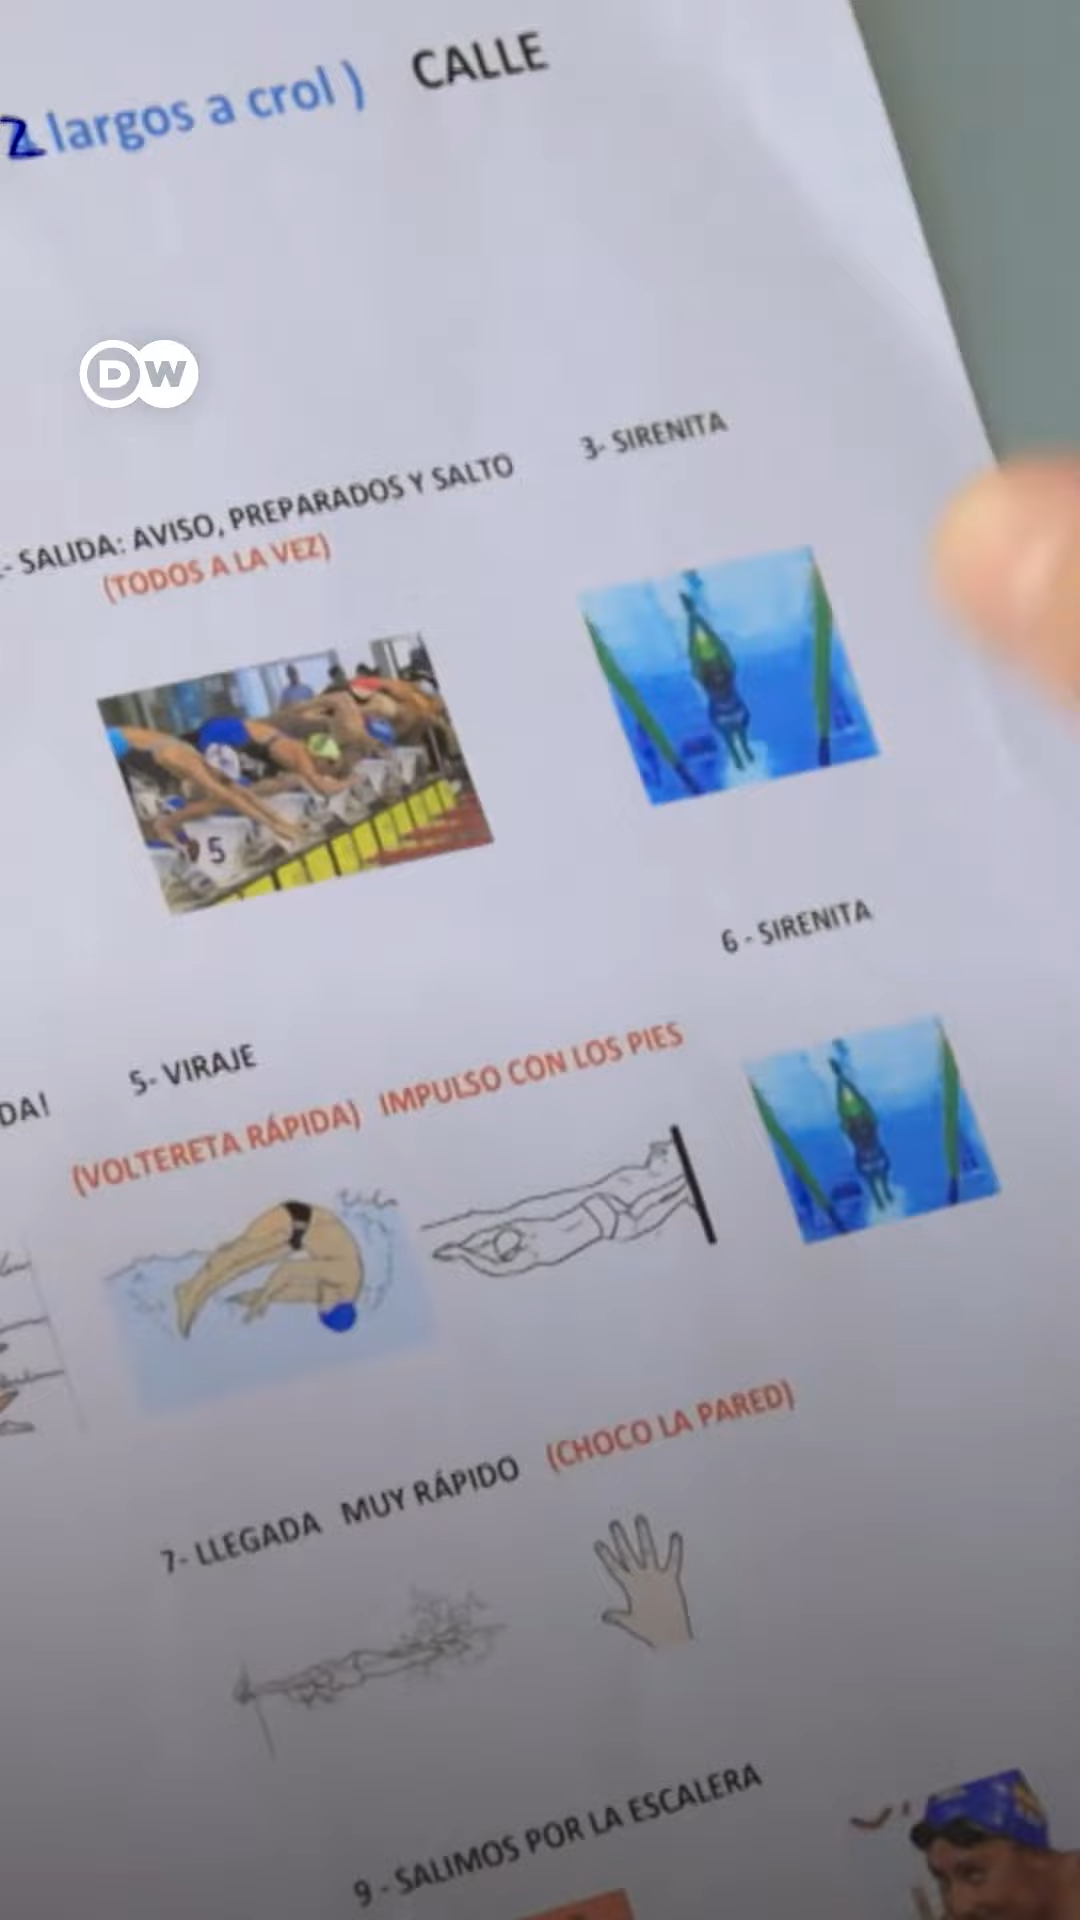 2 largos a crol ) CALLE
DW
- SALIDA: AVISO, PREPARADOS Y SALTO
(TODOS A LA VEZ)
3- SIRENITA
5
6 - SIRENITA
DA!
5- VIRAJE
(VOLTERETA RÁPIDA) IMPULSO CON LOS PIES
7- LLEGADA MUY RÁPIDO (CHOCO LA PARED)
9 - SALIMOS POR LA ESCALERA